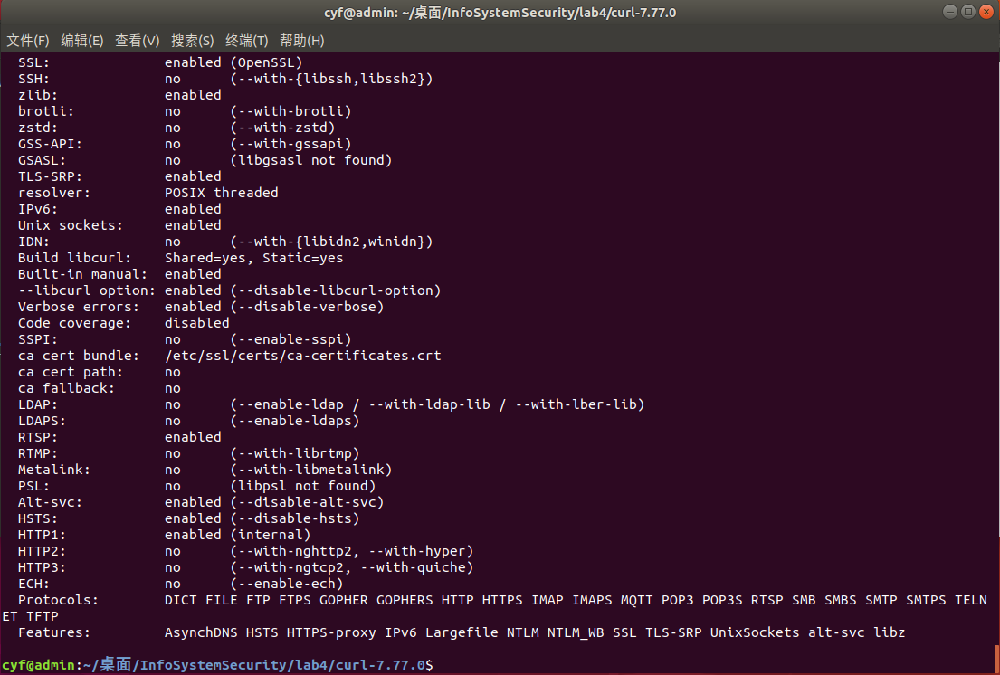 cyf@admin: ~/桌面/InfoSystemSecurity/lab4/curl-7.77.0
文件(F) 编辑(E) 查看(V) 搜索(S) 终端(T) 帮助(H)
SSL: enabled (OpenSSL)
SSH: no (--with-{libssh,libssh2})
zlib: enabled
brotli: no (--with-brotli)
zstd: no (--with-zstd)
GSS-API: no (--with-gssapi)
GSASL: no (libgsasl not found)
TLS-SRP: enabled
resolver: POSIX threaded
IPv6: enabled
Unix sockets: enabled
IDN: no (--with-{libidn2,winidn})
Build libcurl: Shared=yes, Static=yes
Built-in manual: enabled
--libcurl option: enabled (--disable-libcurl-option)
Verbose errors: enabled (--disable-verbose)
Code coverage: disabled
SSPI: no (--enable-sspi)
ca cert bundle: /etc/ssl/certs/ca-certificates.crt
ca cert path: no
ca fallback: no
LDAP: no (--enable-ldap / --with-ldap-lib / --with-lber-lib)
LDAPS: no (--enable-ldaps)
RTSP: enabled
RTMP: no (--with-librtmp)
Metalink: no (--with-libmetalink)
PSL: no (libpsl not found)
Alt-svc: enabled (--disable-alt-svc)
HSTS: enabled (--disable-hsts)
HTTP1: enabled (internal)
HTTP2: no (--with-nghttp2, --with-hyper)
HTTP3: no (--with-ngtcp2, --with-quiche)
ECH: no (--enable-ech)
Protocols: DICT FILE FTP FTPS GOPHER GOPHERS HTTP HTTPS IMAP IMAPS MQTT POP3 POP3S RTSP SMB SMBS SMTP SMTPS TELN
ET TFTP
Features: AsynchDNS HSTS HTTPS-proxy IPv6 Largefile NTLM NTLM_WB SSL TLS-SRP UnixSockets alt-svc libz
cyf@admin:~/桌面/InfoSystemSecurity/lab4/curl-7.77.0$